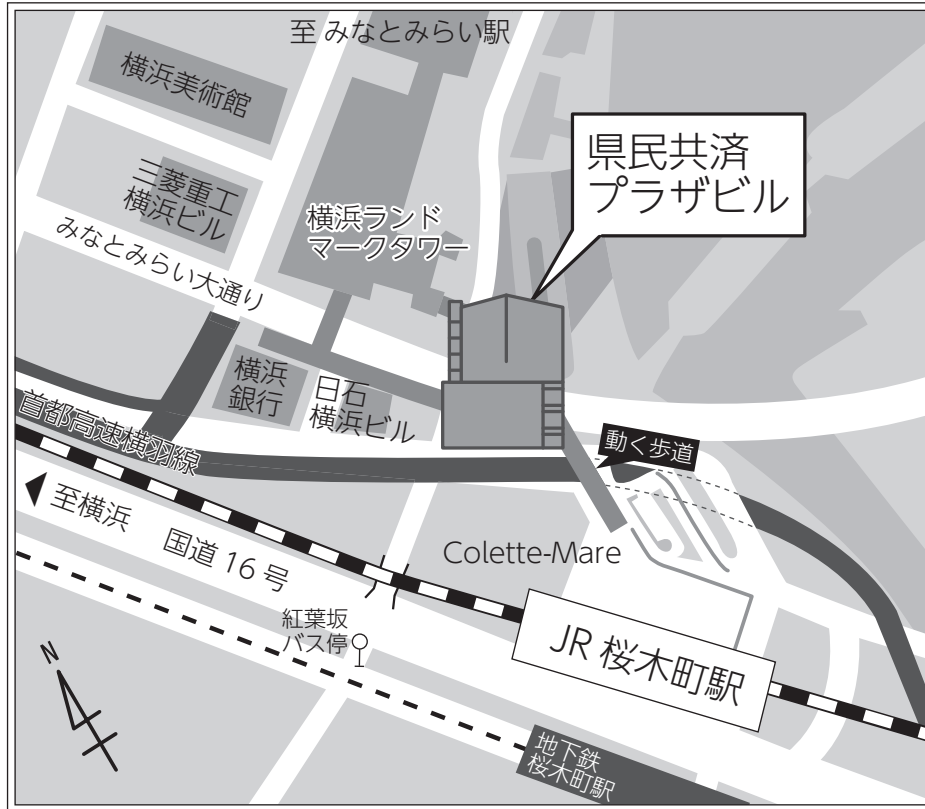 至 みなとみらい駅
横浜美術館
県民共済
プラザビル
三菱重工
横浜ビル
横浜ランド
マークタワー
みなとみらい大通り
横浜
銀行
日石
横浜ビル
首都高速横羽線
動く歩道
至横浜
国道 16 号
Colette-Mare
紅葉坂
バス停
JR 桜木町駅
N
地下鉄
桜木町駅